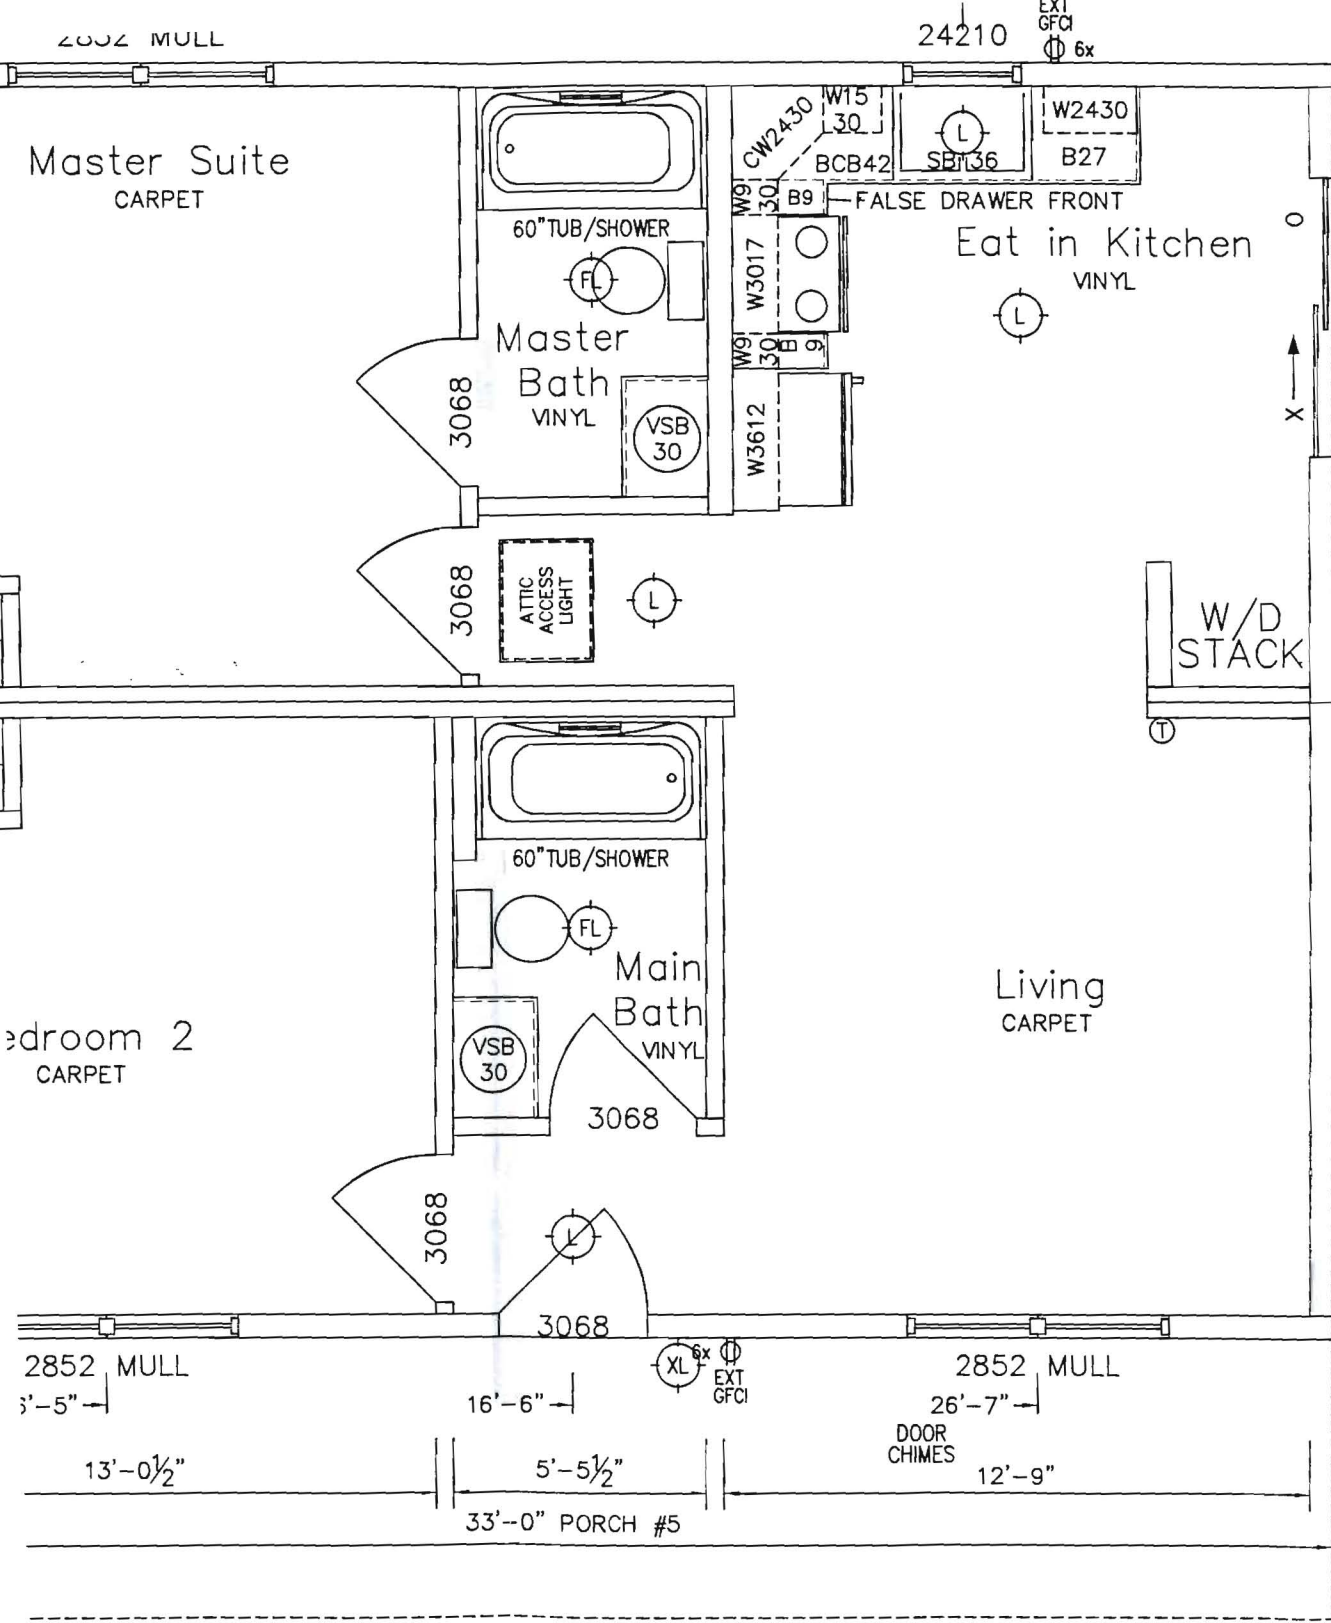 2852 MULL
24210
EXT
GFCI
6x
Master Suite
CARPET
60"TUB/SHOWER
FL
Master
Bath
VINYL
VSB
30
3068
CW2430
W15
30
BCB42
L
SB 36
W2430
B27
W9
30
B9
FALSE DRAWER FRONT
Eat in Kitchen
VINYL
L
O
X
W3017
W9
30
B
9
W3612
3068
ATTIC
ACCESS
LIGHT
L
W/D
STACK
T
60"TUB/SHOWER
FL
Main
Bath
VINYL
VSB
30
3068
Living
CARPET
edroom 2
CARPET
3068
L
3068
2852 MULL
'-5"
16'-6"
XL
6x
EXT
GFCI
2852 MULL
26'-7"
DOOR
CHIMES
13'-0½"
5'-5½"
12'-9"
33'-0" PORCH #5